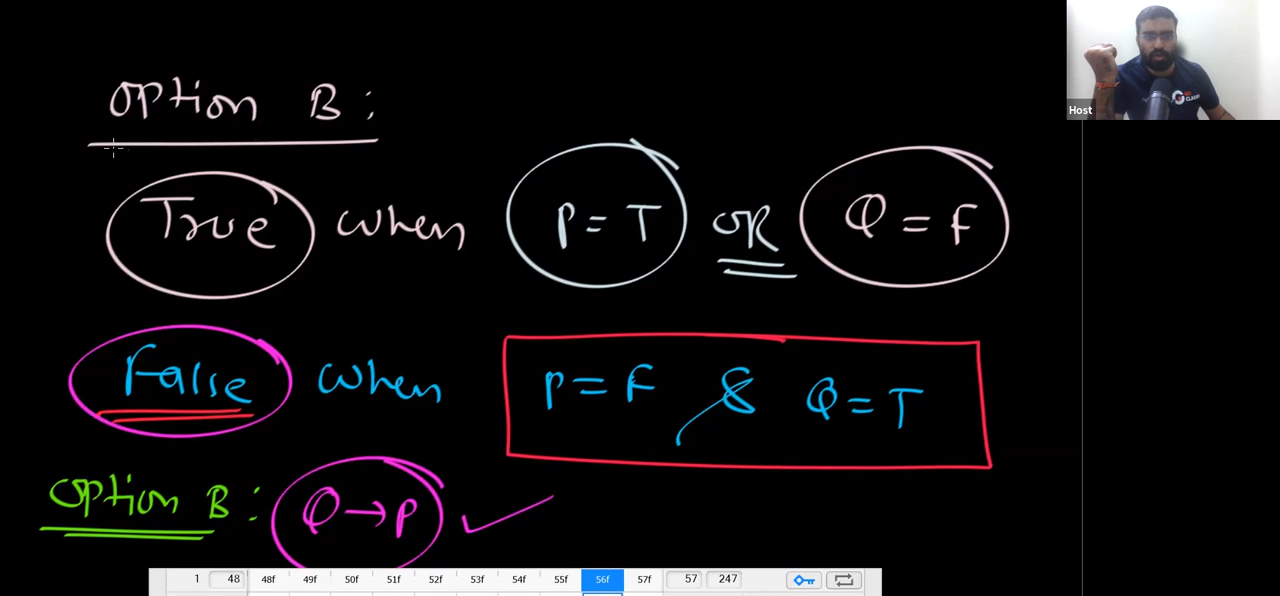 Host
Option B:
True when P = T OR Q = F
False when P = F & Q = T
Option B: Q → P ✓
1 48 48f 49f 50f 51f 52f 53f 54f 55f 56f 57f 57 247